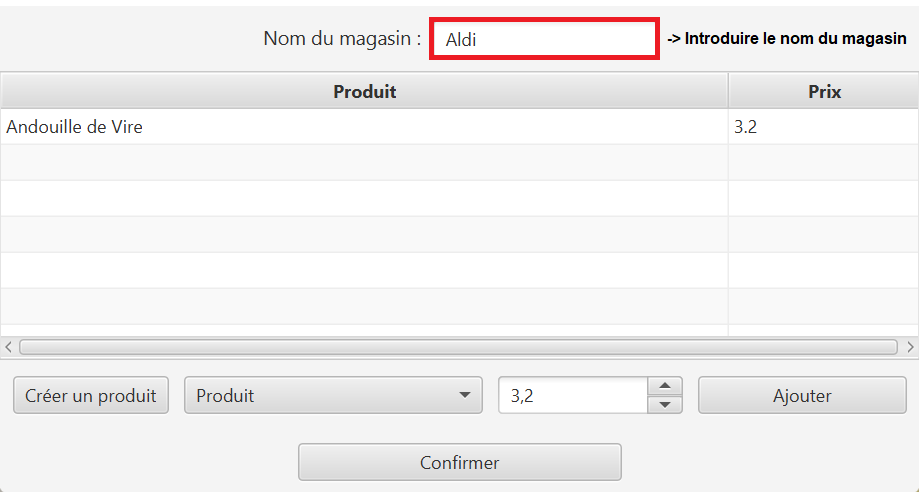 Nom du magasin : Aldi -> Introduire le nom du magasin
Produit Prix
Andouille de Vire 3.2
Créer un produit Produit 3,2 Ajouter
Confirmer